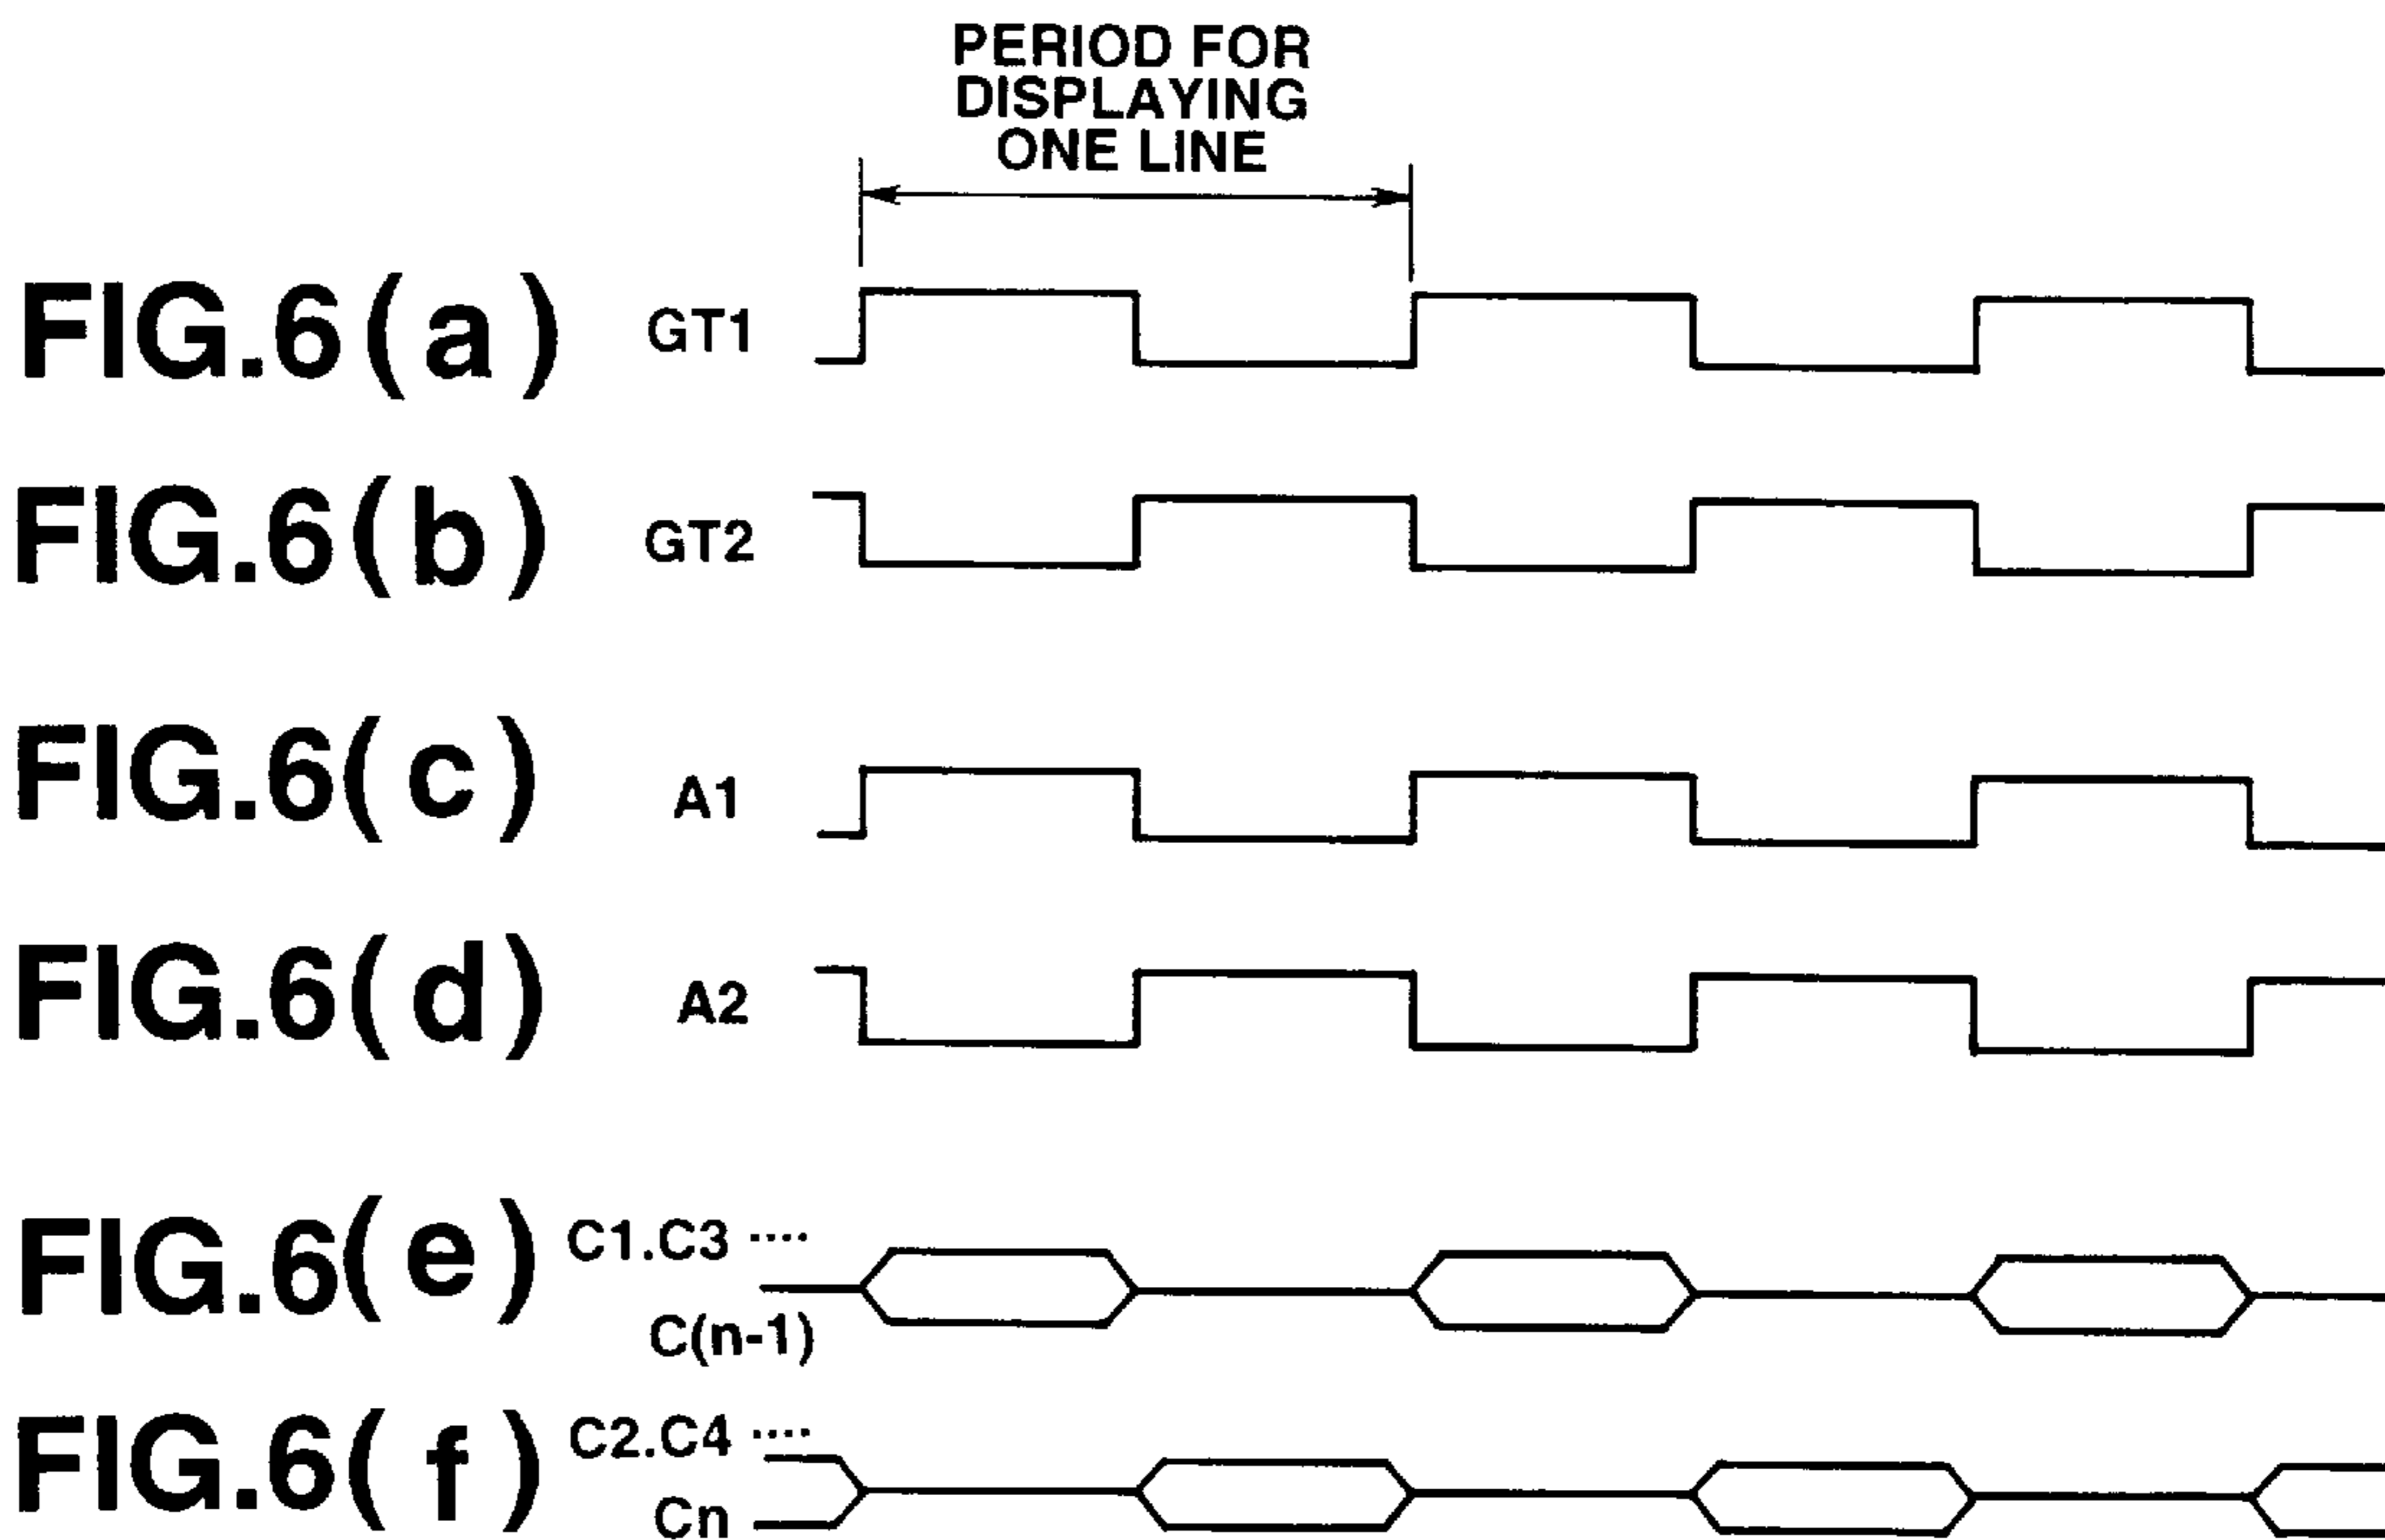 PERIOD FOR
DISPLAYING
ONE LINE
FIG.6(a) GT1
FIG.6(b) GT2
FIG.6(c) A1
FIG.6(d) A2
FIG.6(e) C1.C3 ····
C(n-1)
FIG.6(f) C2.C4 ····
Cn